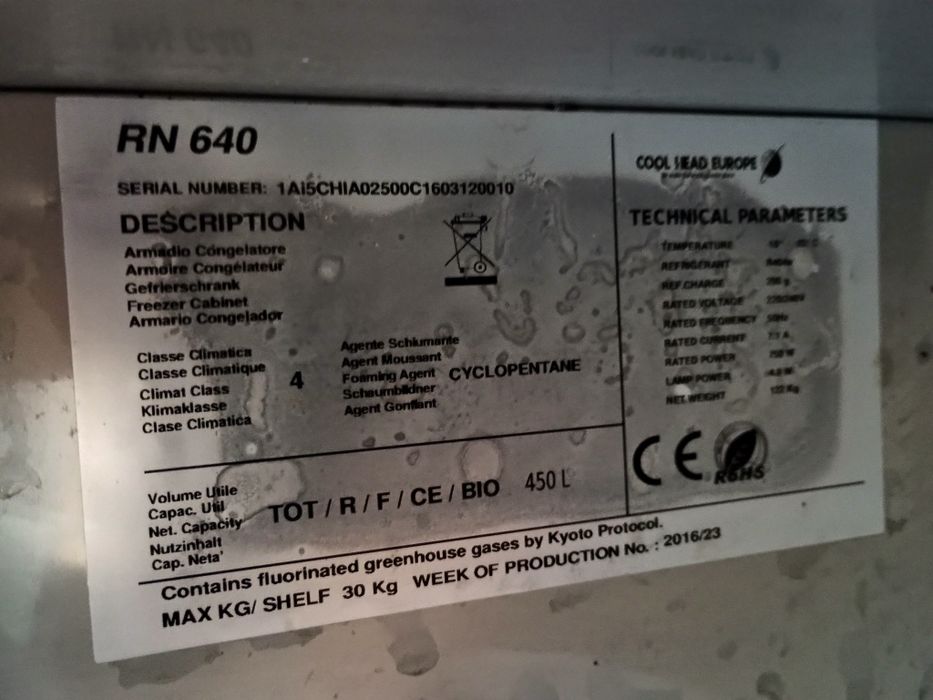 RN 640
SERIAL NUMBER: 1AI5CHIA02500C1603120010
DESCRIPTION
Armadio Congelatore
Armoire Congélateur
Gefrierschrank
Freezer Cabinet
Armario Congelador
Classe Climatica
Classe Climatique
Climat Class
Klimaklasse
Clase Climatica
4
Agente Schiumante
Agent Moussant
Foaming Agent
Schaumbildner
Agent Gonflant
CYCLOPENTANE
Volume Utile
Capac. Util
Net. Capacity
Nutzinhalt
Cap. Neta'
TOT / R / F / CE / BIO 450 L
COOL HEAD EUROPE
TECHNICAL PARAMETERS
TEMPERATURE
REFRIGERANT
REF.CHARGE
RATED VOLTAGE
RATED FREQUENCY 50Hz
RATED CURRENT
RATED POWER
LAMP POWER
NET.WEIGHT
CE
ROHS
Contains fluorinated greenhouse gases by Kyoto Protocol.
MAX KG/ SHELF 30 Kg WEEK OF PRODUCTION No. : 2016/23